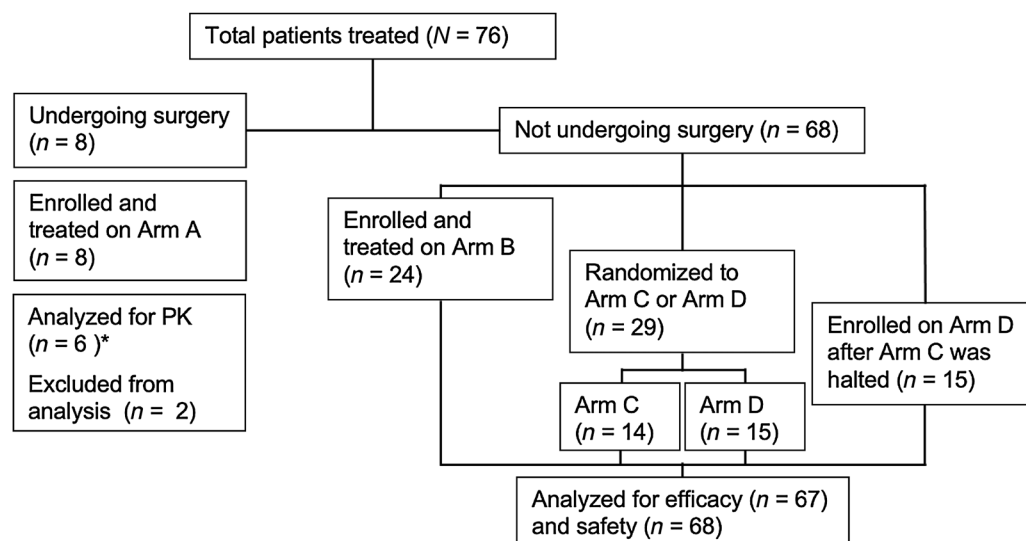 Total patients treated (N = 76)
Undergoing surgery
(n = 8)
Not undergoing surgery (n = 68)
Enrolled and
treated on Arm A
(n = 8)
Enrolled and
treated on Arm B
(n = 24)
Randomized to
Arm C or Arm D
(n = 29)
Enrolled on Arm D
after Arm C was
halted (n = 15)
Analyzed for PK
(n = 6 )*
Excluded from
analysis (n = 2)
Arm C
(n = 14)
Arm D
(n = 15)
Analyzed for efficacy (n = 67)
and safety (n = 68)